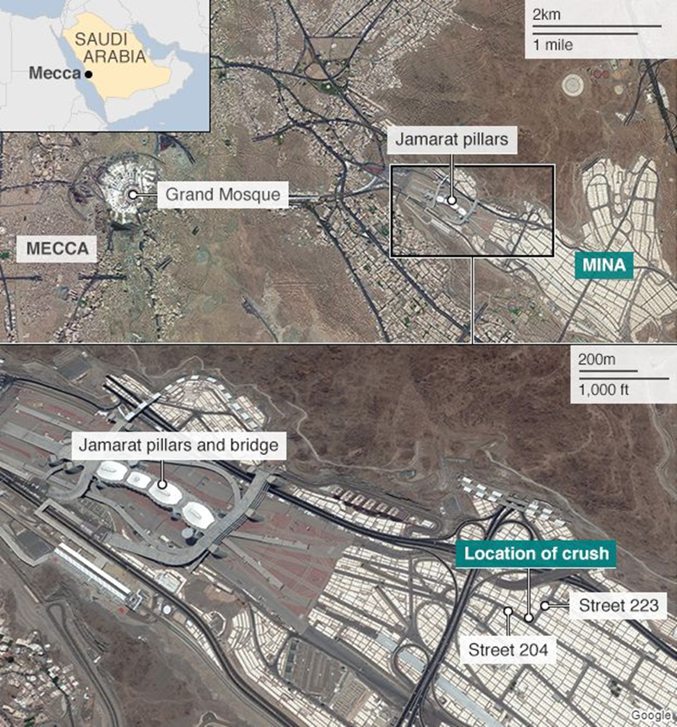 SAUDI
ARABIA
Mecca
2km
1 mile
Jamarat pillars
Grand Mosque
MECCA
MINA
200m
1,000 ft
Jamarat pillars and bridge
Location of crush
Street 223
Street 204
Google